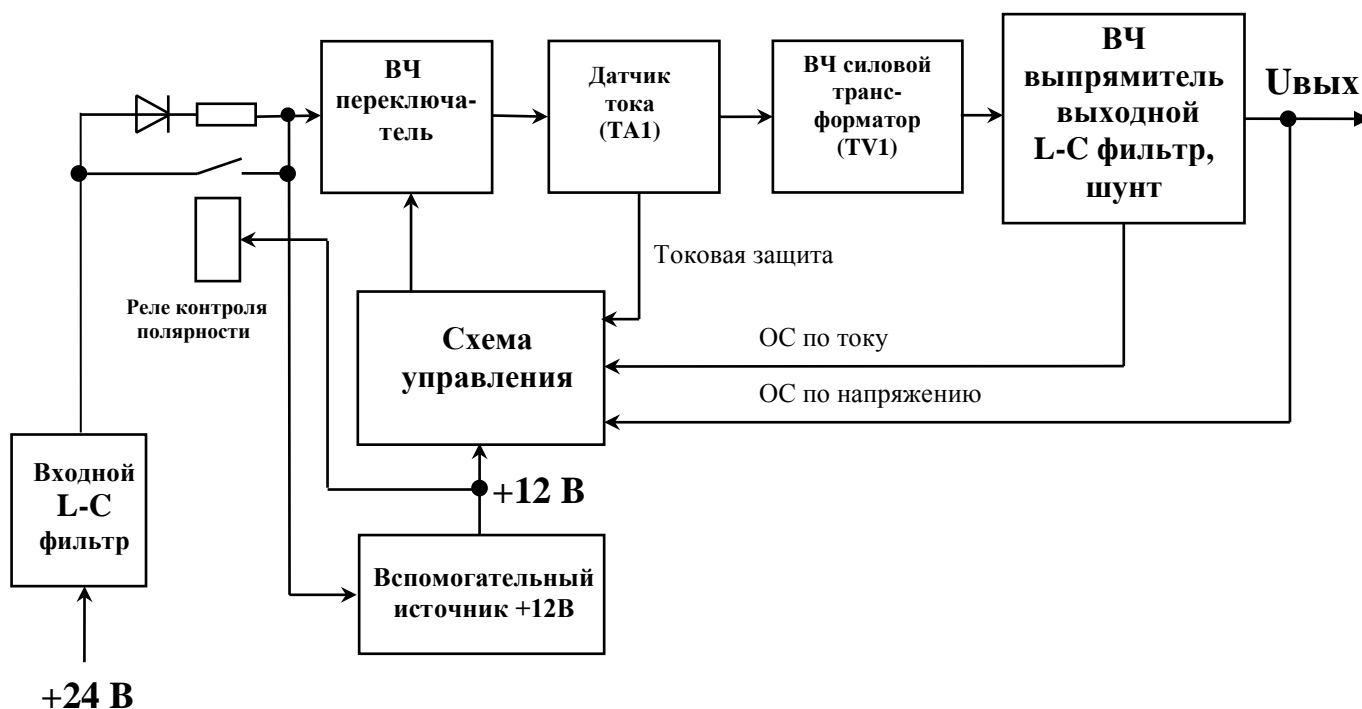 ВЧ
переключа-
тель
Датчик
тока
(TA1)
ВЧ силовой
транс-
форматор
(TV1)
ВЧ
выпрямитель
выходной
L-C фильтр,
шунт
Uвых
Токовая защита
Реле контроля
полярности
Схема
управления
ОС по току
ОС по напряжению
Входной
L-C
фильтр
+12 В
Вспомогательный
источник +12В
+24 В